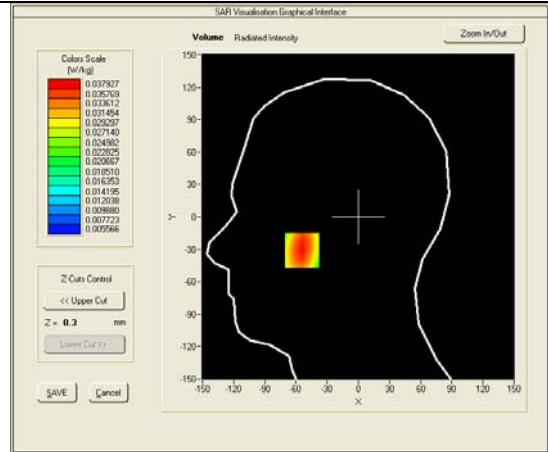 SAR Visualisation Graphical Interface
Volume Radiated Intensity
Zoom In/Out
Colors Scale
(W/kg)
0.037927
0.035769
0.033612
0.031454
0.029297
0.027140
0.024982
0.022825
0.020667
0.018510
0.016353
0.014195
0.012038
0.009880
0.007723
0.005566
Z-Cuts Control
<< Upper Cut
Z = 0.3 mm
Lower Cut >>
SAVE Cancel
150-
120-
90-
60-
30-
0-
-30-
-60-
-90-
-120-
-150-
Y
-150 -120 -90 -60 -30 0 30 60 90 120 150
X